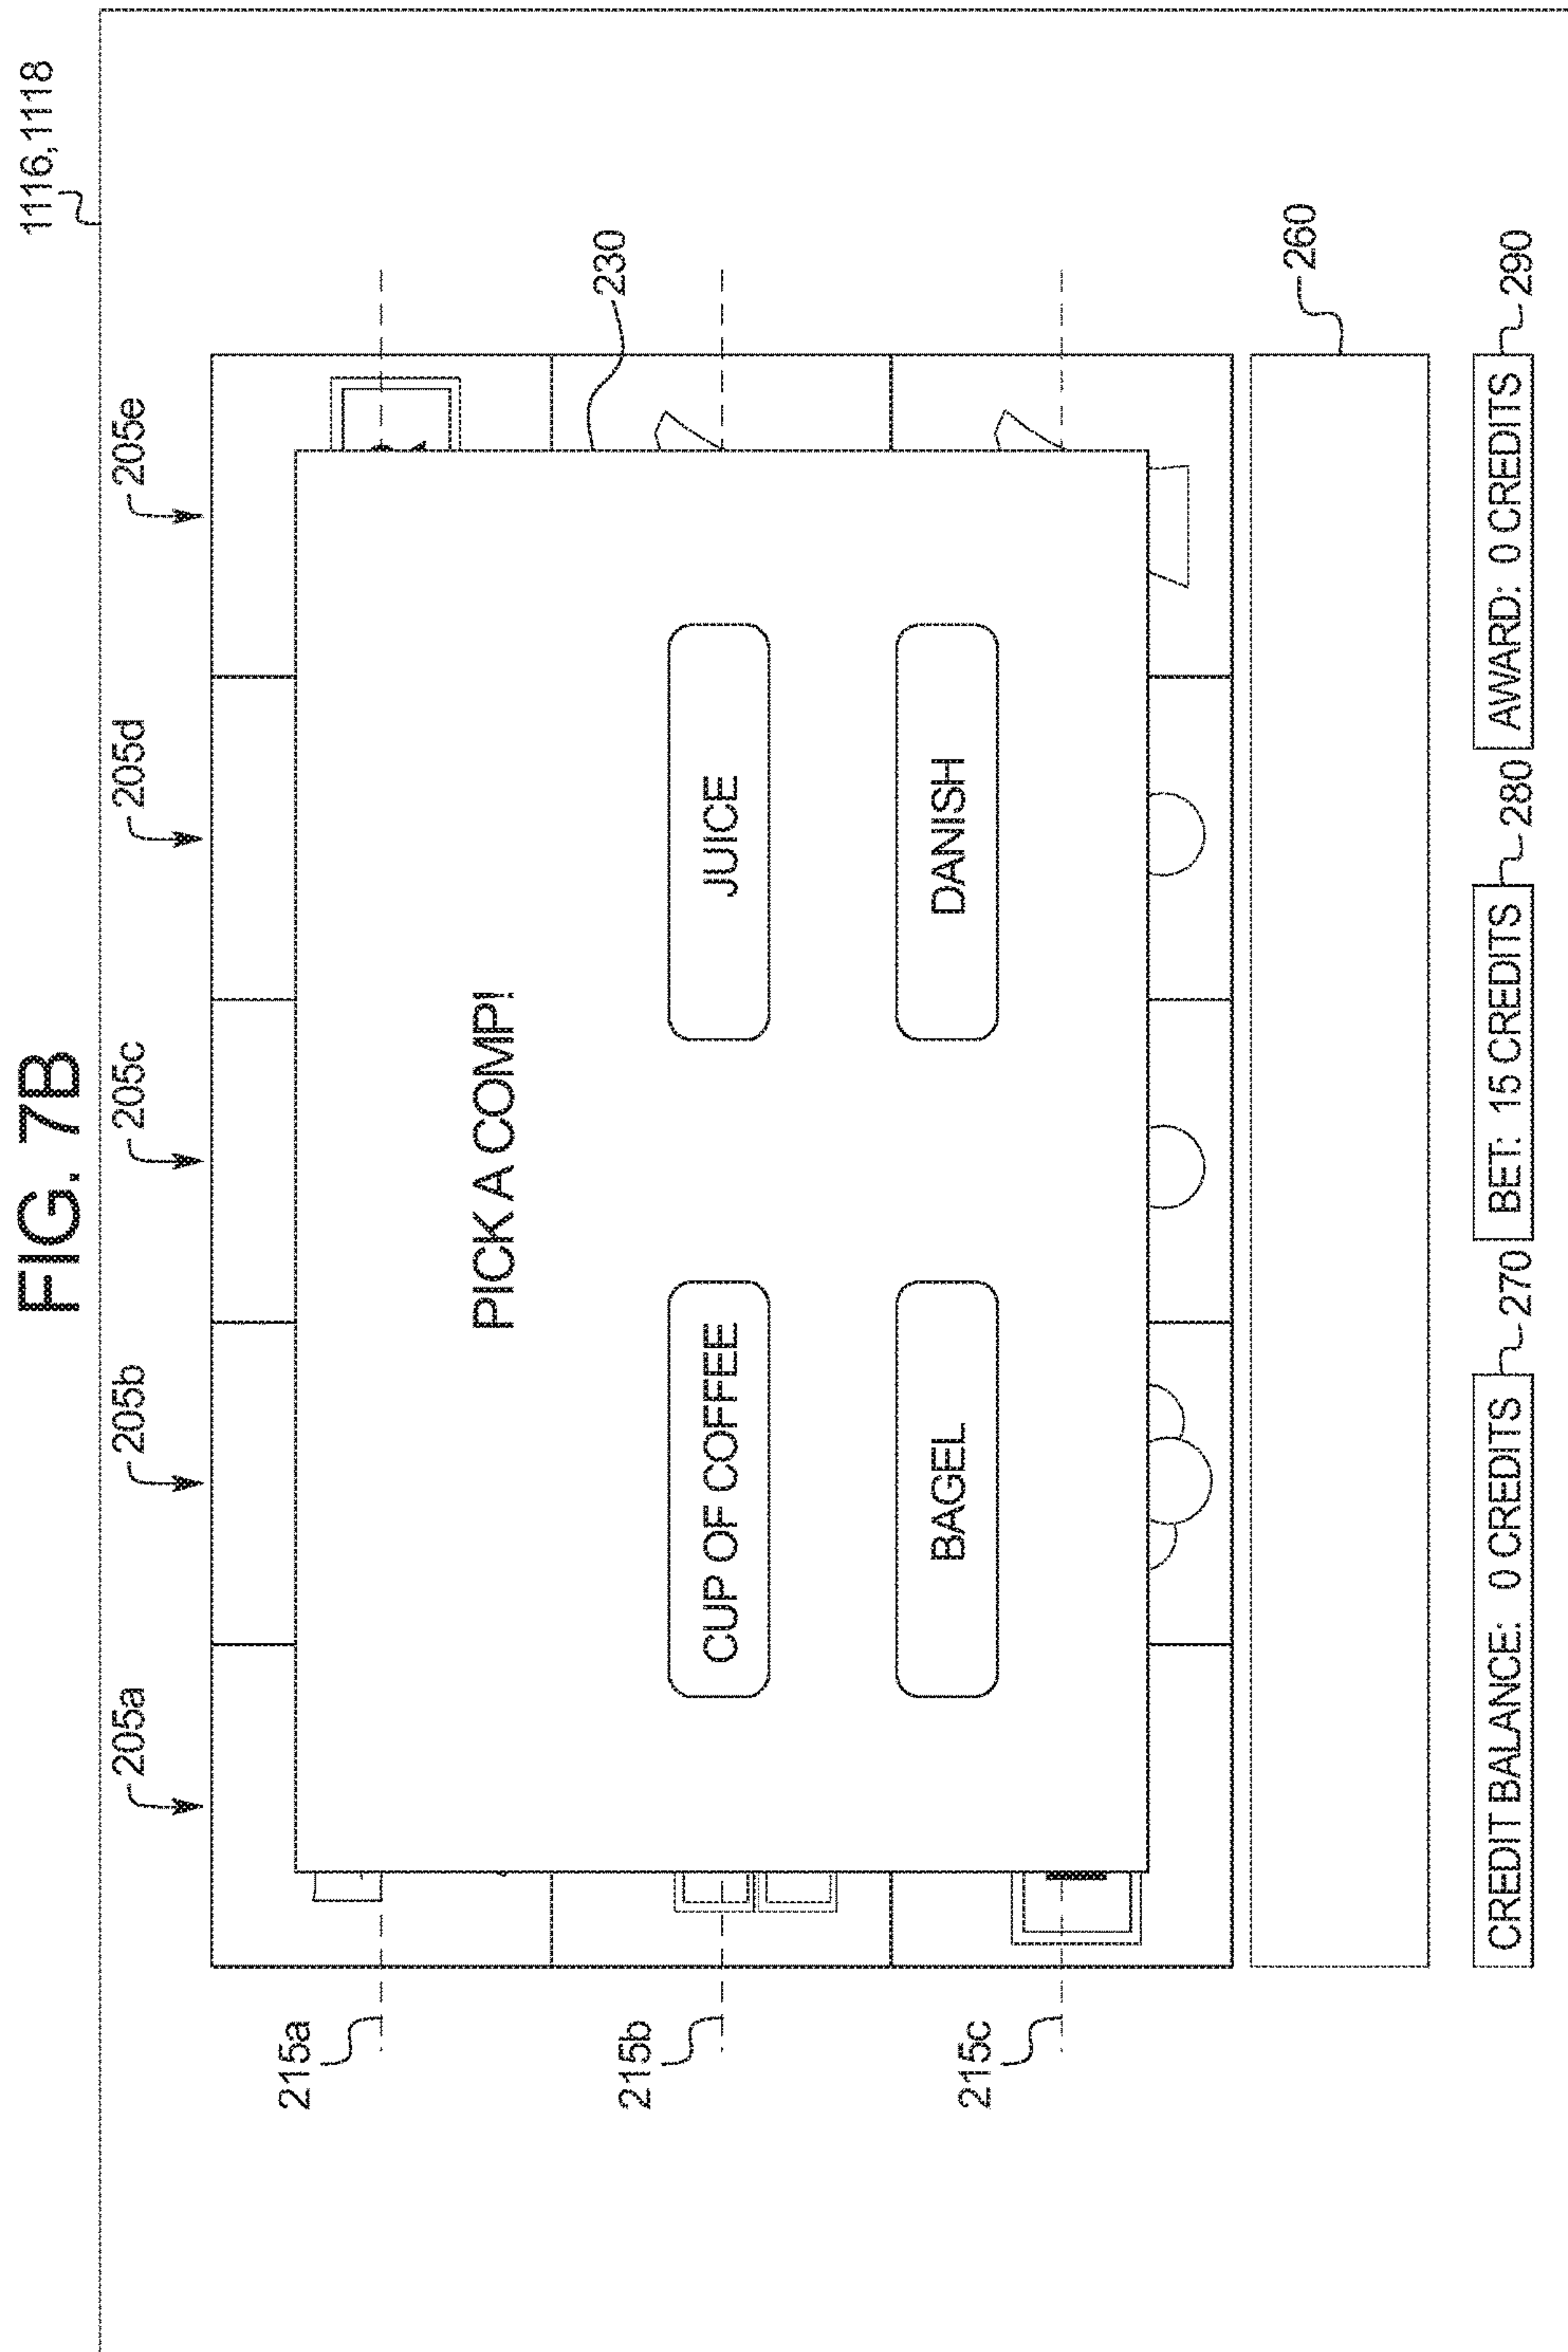 FIG. 7B
1116,1118
205a
205b
205c
205d
205e
215a
PICK A COMP!
230
215b
CUP OF COFFEE
JUICE
BAGEL
DANISH
215c
260
CREDIT BALANCE: 0 CREDITS
270
BET: 15 CREDITS
280
AWARD: 0 CREDITS
290